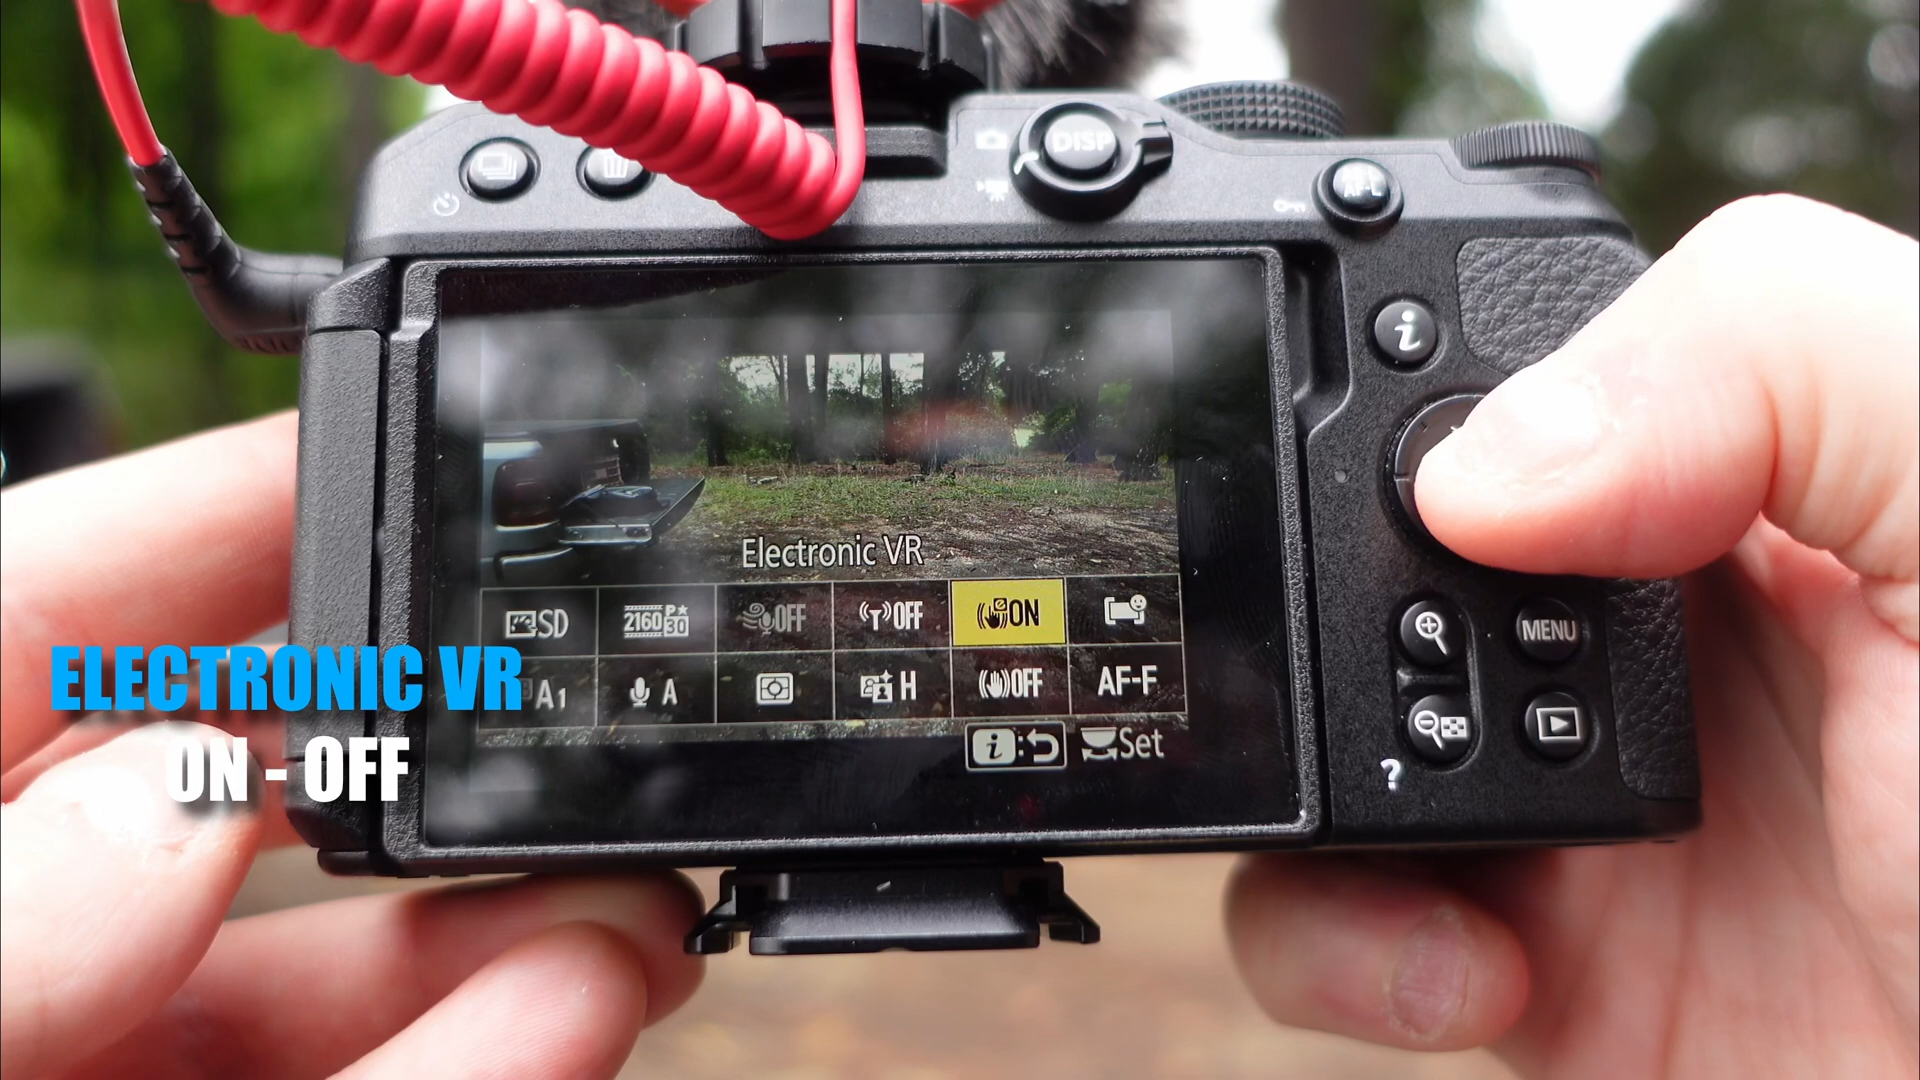 DISP
AF-L
i
Electronic VR
SD
2160 P★ 30
OFF
T OFF
ON
A1
A
H
OFF
AF-F
i : Set
MENU
?
ELECTRONIC VR
ON - OFF